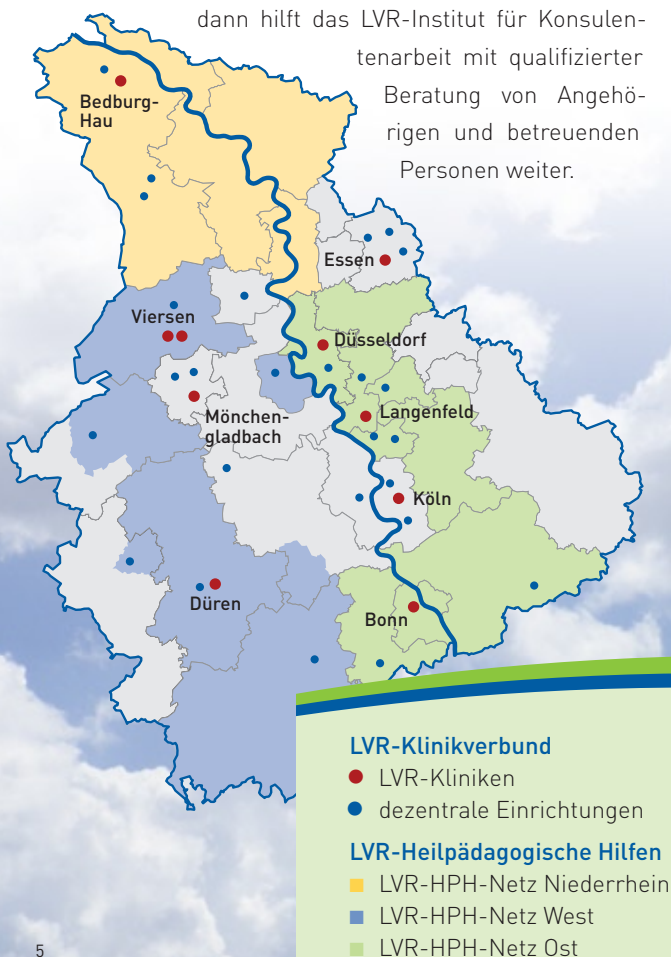 dann hilft das LVR-Institut für Konsulen-
tenarbeit mit qualifizierter
Beratung von Angehö-
rigen und betreuenden
Personen weiter.
Bedburg-
Hau
Essen
Viersen
Düsseldorf
Mönchen-
gladbach
Langenfeld
Köln
Düren
Bonn
LVR-Klinikverbund
LVR-Kliniken
dezentrale Einrichtungen
LVR-Heilpädagogische Hilfen
LVR-HPH-Netz Niederrhein
LVR-HPH-Netz West
LVR-HPH-Netz Ost
5